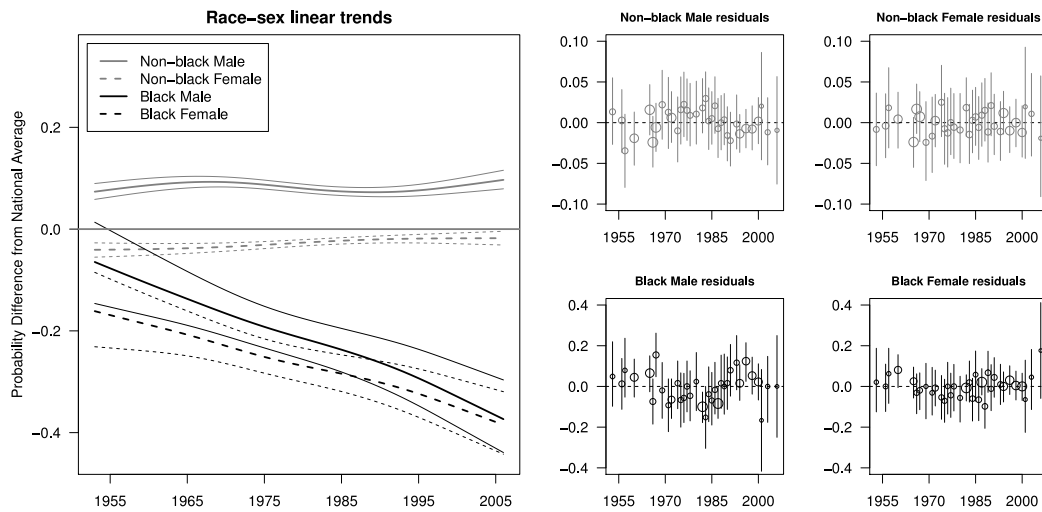 Race−sex linear trends
Probability Difference from National Average
Non−black Male
Non−black Female
Black Male
Black Female
0.2
0.0
−0.2
−0.4
1955 1965 1975 1985 1995 2005
Non−black Male residuals
0.10
0.05
0.00
−0.05
−0.10
1955 1970 1985 2000
Non−black Female residuals
0.10
0.05
0.00
−0.05
−0.10
1955 1970 1985 2000
Black Male residuals
0.4
0.2
0.0
−0.2
−0.4
1955 1970 1985 2000
Black Female residuals
0.4
0.2
0.0
−0.2
−0.4
1955 1970 1985 2000